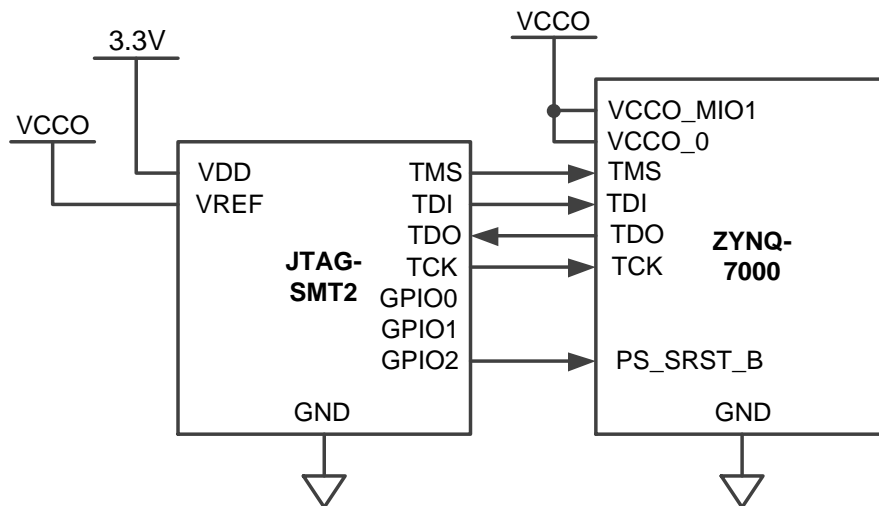 VCCO
3.3V
VCCO
VDD
VREF
TMS
TDI
TDO
TCK
GPIO0
GPIO1
GPIO2
JTAG-
SMT2
GND
VCCO_MIO1
VCCO_0
TMS
TDI
TDO
TCK
ZYNQ-
7000
PS_SRST_B
GND